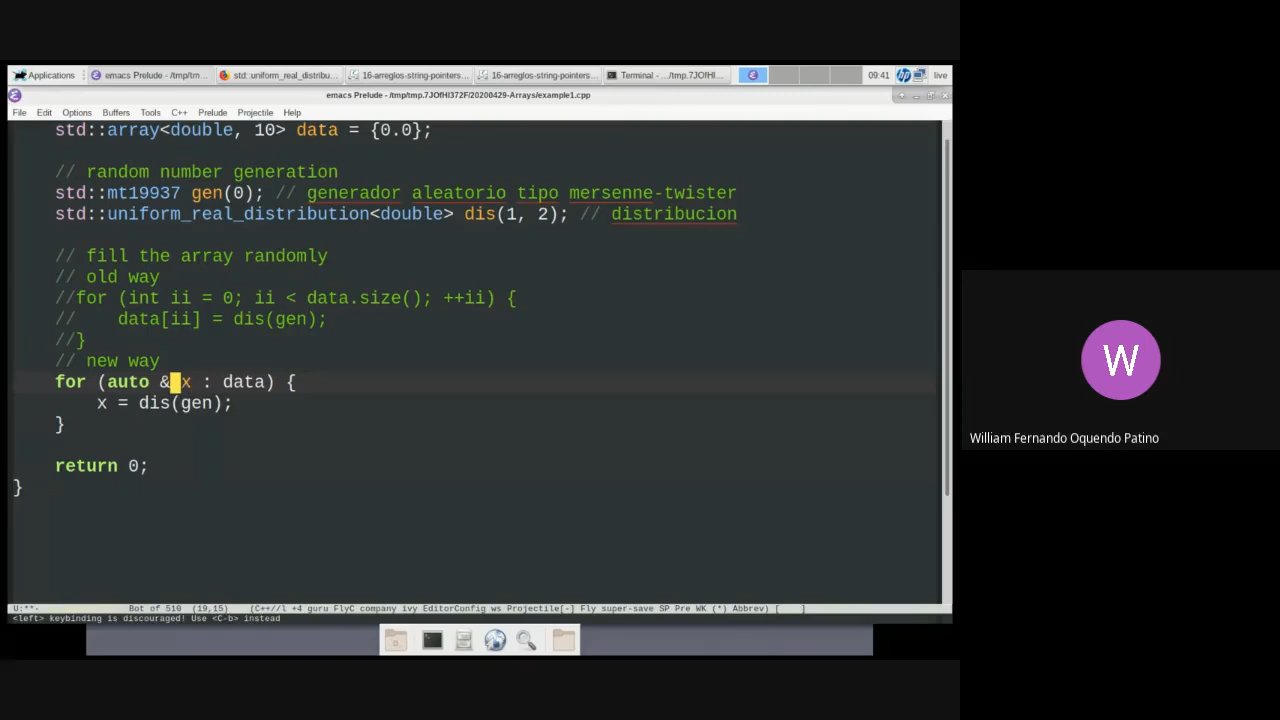 Applications
emacs Prelude - /tmp/tm...
std::uniform_real_distribu...
16-arreglos-string-pointers...
16-arreglos-string-pointers...
Terminal - .../tmp.7JOfHI...
09:41
live
emacs Prelude - /tmp/tmp.7JOfHI372F/20200429-Arrays/example1.cpp
File Edit Options Buffers Tools C++ Prelude Projectile Help
std::array<double, 10> data = {0.0};
// random number generation
std::mt19937 gen(0); // generador aleatorio tipo mersenne-twister
std::uniform_real_distribution<double> dis(1, 2); // distribucion
// fill the array randomly
// old way
//for (int ii = 0; ii < data.size(); ++ii) {
//    data[ii] = dis(gen);
//}
// new way
for (auto & x : data) {
x = dis(gen);
}
return 0;
}
U:**- Bot of 510 (19,15) (C++//l +4 guru FlyC company ivy EditorConfig ws Projectile[-] Fly super-save SP Pre WK (*) Abbrev) [ ]
<left> keybinding is discouraged! Use <C-b> instead
W
William Fernando Oquendo Patino